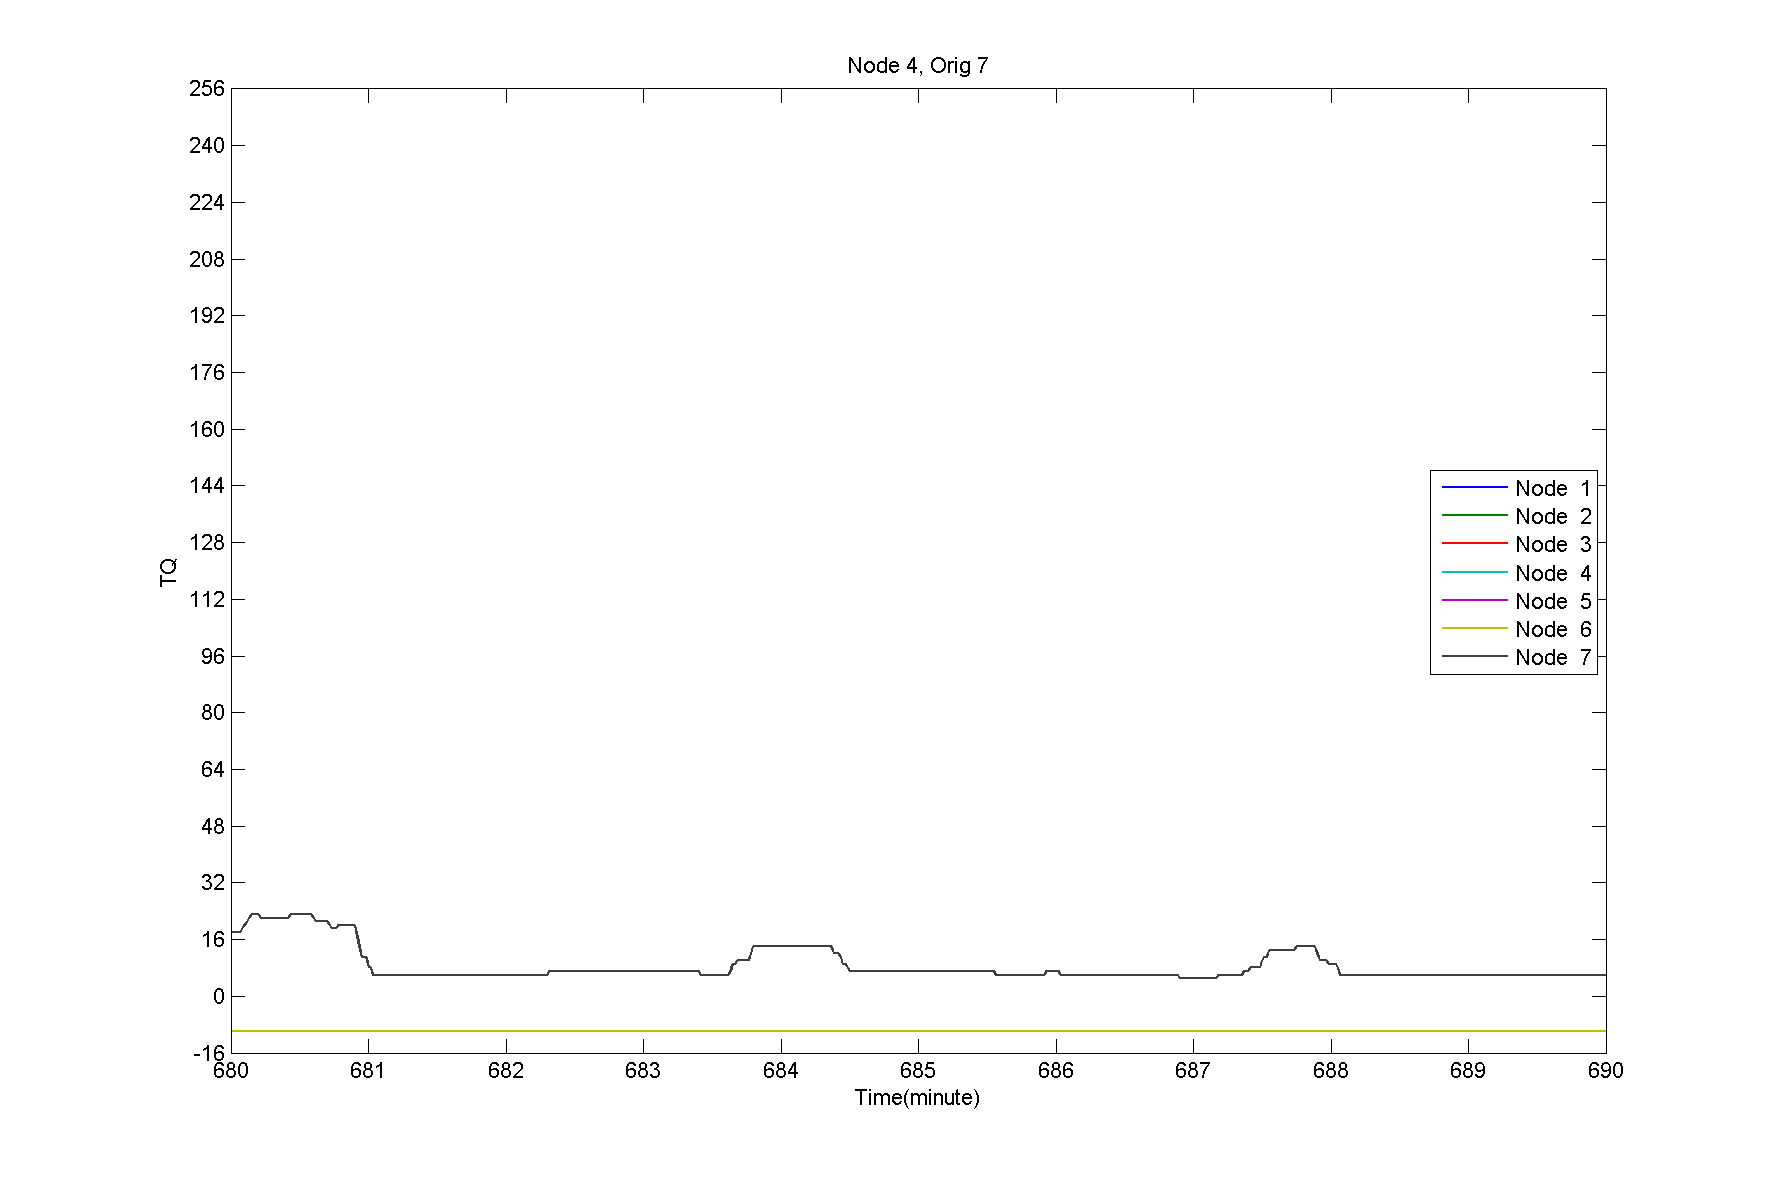 Node 4, Orig 7
256
240
224
208
192
176
160
144
128
112
96
80
64
48
32
16
0
-16
TQ
Node 1
Node 2
Node 3
Node 4
Node 5
Node 6
Node 7
680 681 682 683 684 685 686 687 688 689 690
Time(minute)